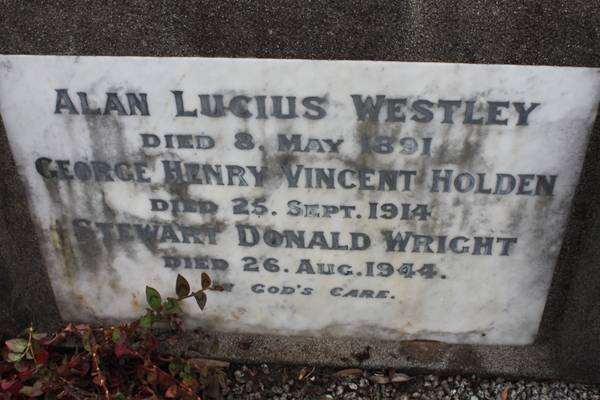 Alan Lucius Westley
Died 8. May 1891
George Henry Vincent Holden
Died 25. Sept. 1914
Stewart Donald Wright
Died 26. Aug. 1944.
God's Care.